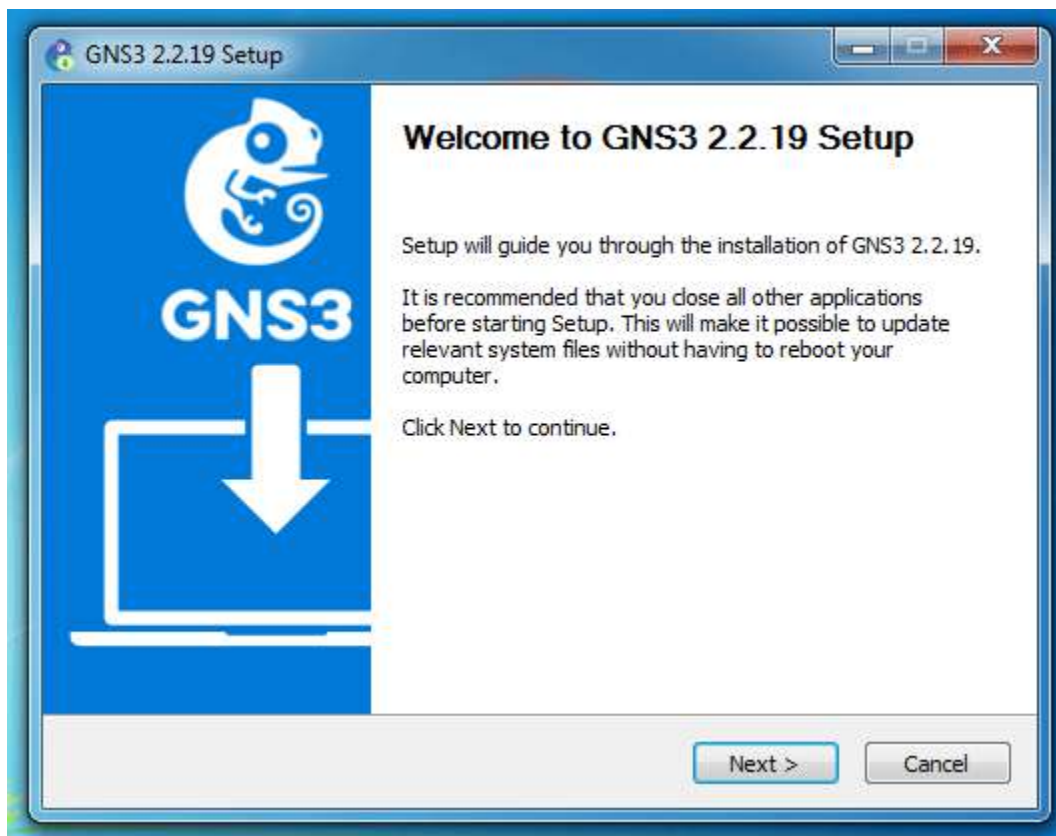 GNS3 2.2.19 Setup
Welcome to GNS3 2.2.19 Setup
Setup will guide you through the installation of GNS3 2.2.19.
It is recommended that you close all other applications
before starting Setup. This will make it possible to update
relevant system files without having to reboot your
computer.
Click Next to continue.
GNS3
Next >
Cancel